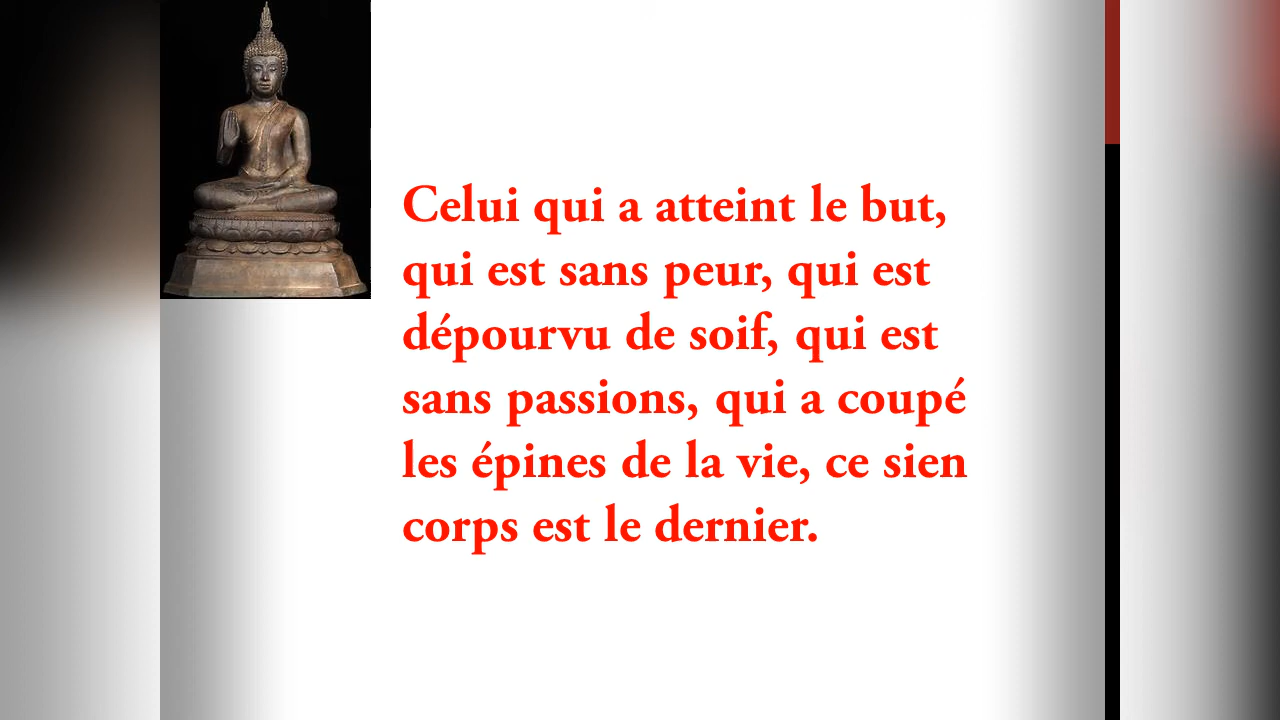 Celui qui a atteint le but,
qui est sans peur, qui est
dépourvu de soif, qui est
sans passions, qui a coupé
les épines de la vie, ce sien
corps est le dernier.